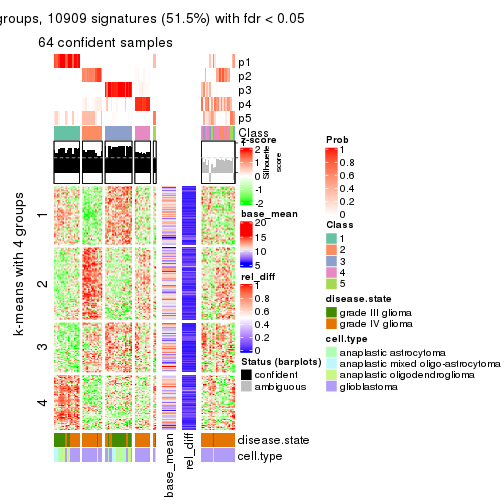 groups, 10909 signatures (51.5%) with fdr < 0.05
64 confident samples
p1
p2
p3
p4
p5
Class
k-means with 4 groups
1
2
3
4
z-score
2
1
0
-1
-2
Silhouette
score
base_mean
20
15
10
5
rel_diff
1
0.8
0.6
0.4
0.2
0
Status (barplots)
confident
ambiguous
Prob
1
0.8
0.6
0.4
0.2
0
Class
1
2
3
4
5
disease.state
grade III glioma
grade IV glioma
cell.type
anaplastic astrocytoma
anaplastic mixed oligo-astrocytoma
anaplastic oligodendroglioma
glioblastoma
disease.state
cell.type
base_mean
rel_diff